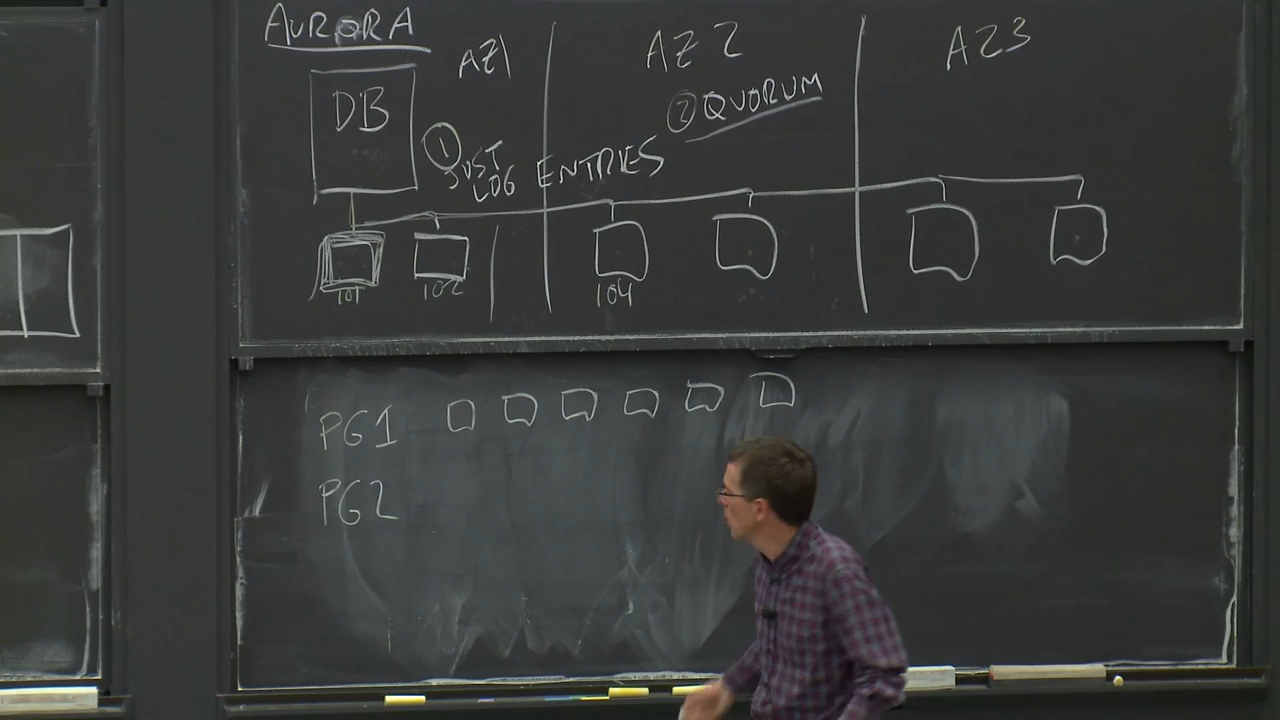 AURORA
AZ1
AZ2
AZ3
DB
② QUORUM
① JUST
LOG ENTRIES
101
102
104
PG1
PG2